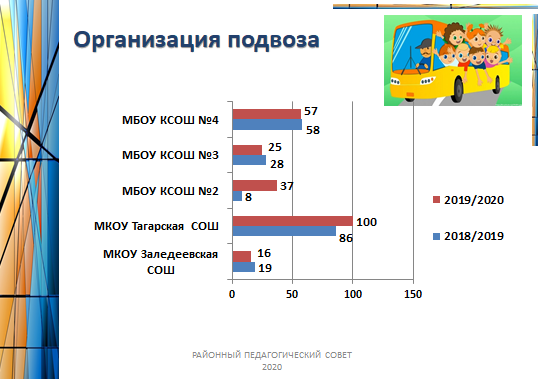 Организация подвоза
МБОУ КСОШ №4
57
58
МБОУ КСОШ №3
25
28
МБОУ КСОШ №2
37
8
МКОУ Тагарская СОШ
100
86
МКОУ Заледеевская
СОШ
16
19
0 50 100 150
2019/2020
2018/2019
РАЙОННЫЙ ПЕДАГОГИЧЕСКИЙ СОВЕТ
2020